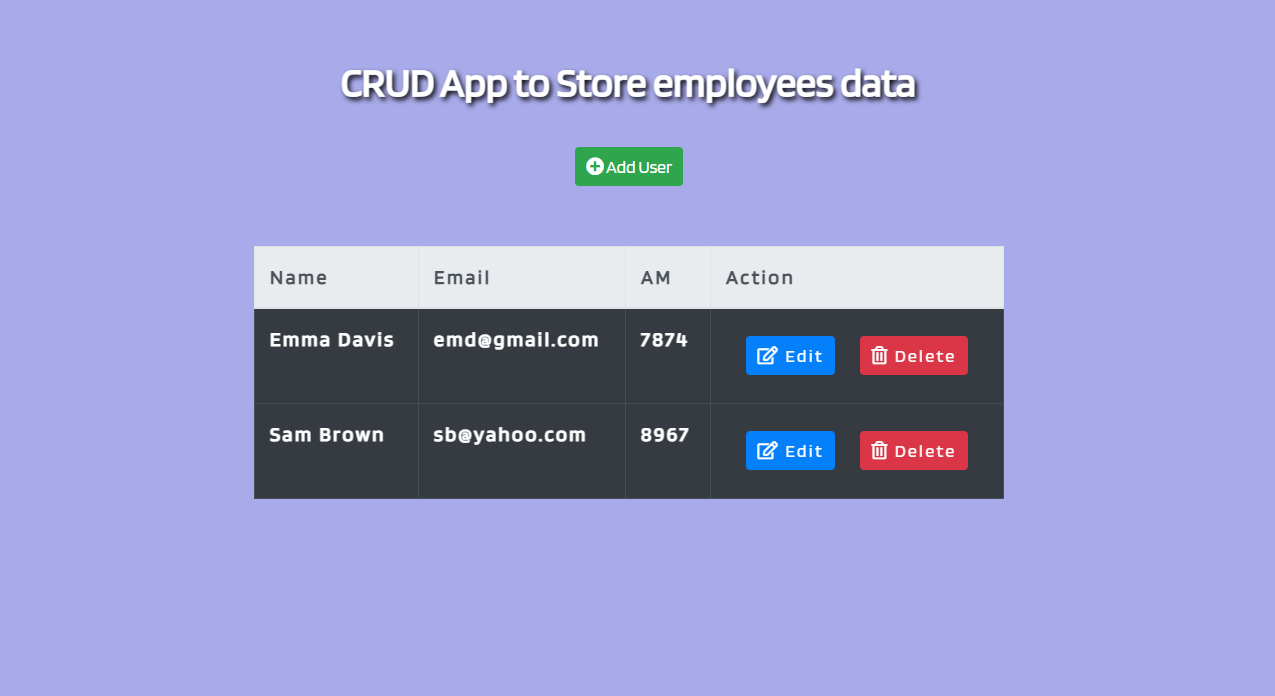 CRUD App to Store employees data
Add User
Name Email AM Action
Emma Davis emd@gmail.com 7874 Edit Delete
Sam Brown sb@yahoo.com 8967 Edit Delete